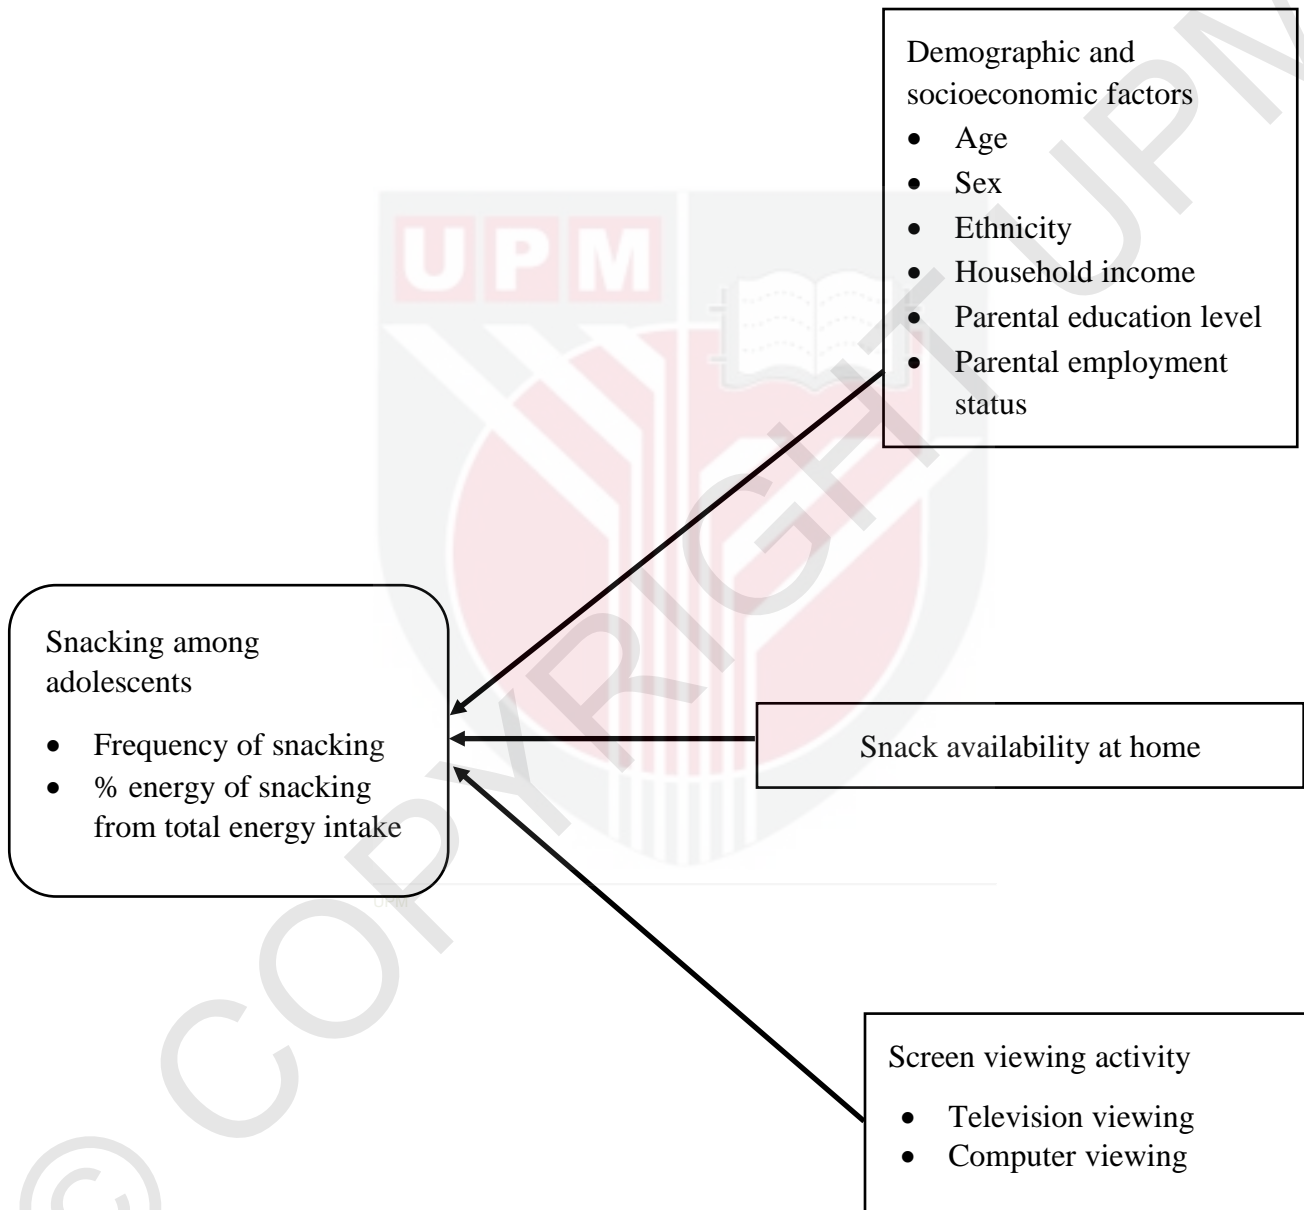 Demographic and
socioeconomic factors
• Age
• Sex
• Ethnicity
• Household income
• Parental education level
• Parental employment
status
UPM
Snacking among
adolescents
• Frequency of snacking
• % energy of snacking
from total energy intake
Snack availability at home
UPM
Screen viewing activity
• Television viewing
• Computer viewing
© COPYRIGHT UPM